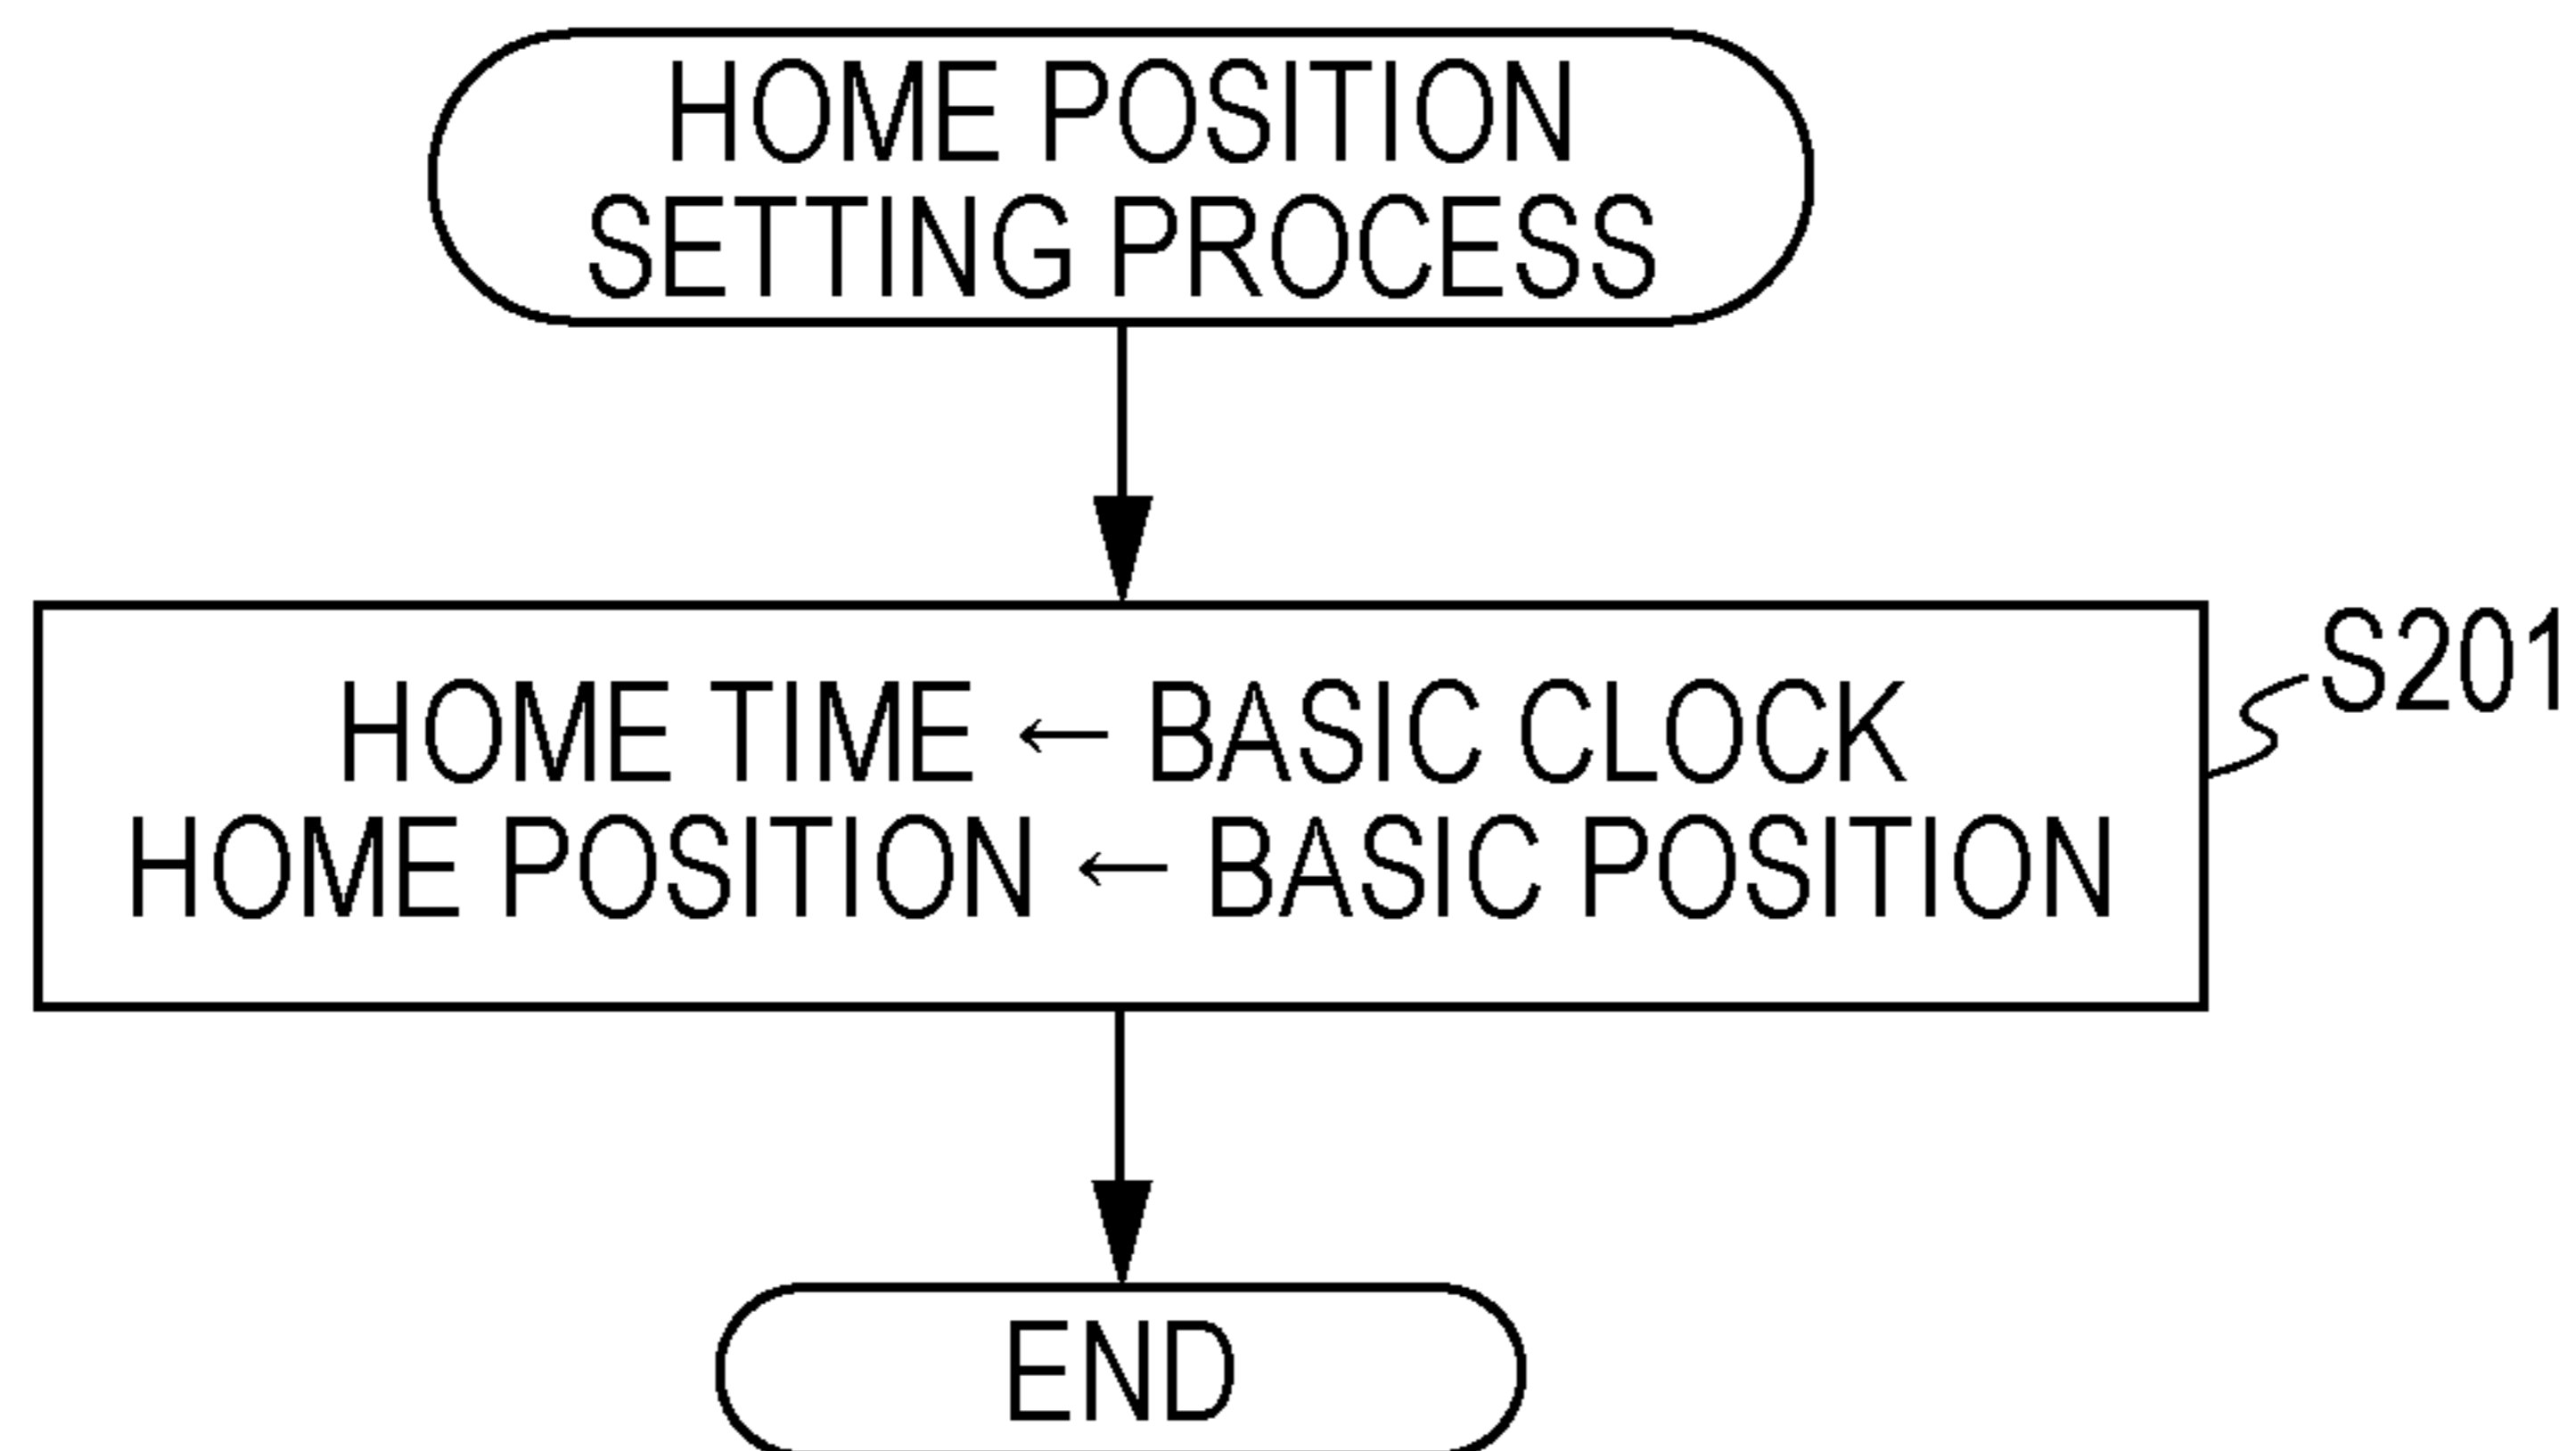 HOME POSITION
SETTING PROCESS
HOME TIME ← BASIC CLOCK
HOME POSITION ← BASIC POSITION
S201
END